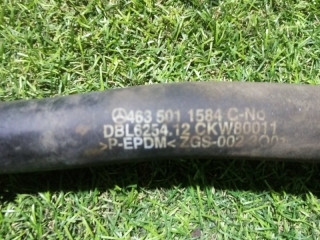 463 501 1584 C-No
DBL6254.12 CKW80011
>P-EPDM< ZGS-002